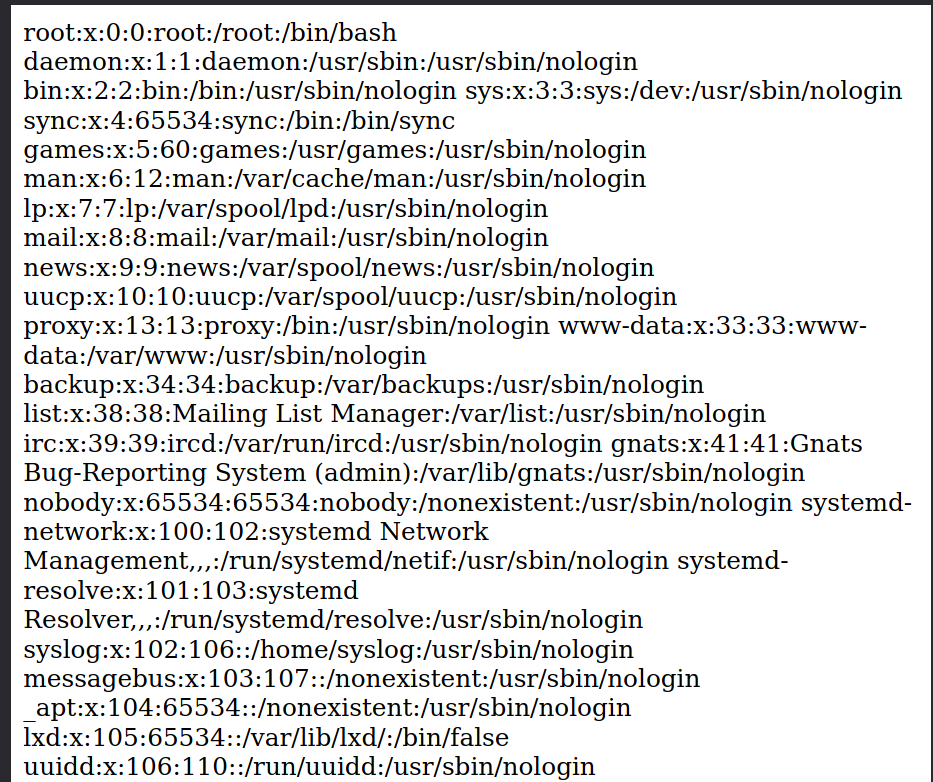 root:x:0:0:root:/root:/bin/bash
daemon:x:1:1:daemon:/usr/sbin:/usr/sbin/nologin
bin:x:2:2:bin:/bin:/usr/sbin/nologin sys:x:3:3:sys:/dev:/usr/sbin/nologin
sync:x:4:65534:sync:/bin:/bin/sync
games:x:5:60:games:/usr/games:/usr/sbin/nologin
man:x:6:12:man:/var/cache/man:/usr/sbin/nologin
lp:x:7:7:lp:/var/spool/lpd:/usr/sbin/nologin
mail:x:8:8:mail:/var/mail:/usr/sbin/nologin
news:x:9:9:news:/var/spool/news:/usr/sbin/nologin
uucp:x:10:10:uucp:/var/spool/uucp:/usr/sbin/nologin
proxy:x:13:13:proxy:/bin:/usr/sbin/nologin www-data:x:33:33:www-
data:/var/www:/usr/sbin/nologin
backup:x:34:34:backup:/var/backups:/usr/sbin/nologin
list:x:38:38:Mailing List Manager:/var/list:/usr/sbin/nologin
irc:x:39:39:ircd:/var/run/ircd:/usr/sbin/nologin gnats:x:41:41:Gnats
Bug-Reporting System (admin):/var/lib/gnats:/usr/sbin/nologin
nobody:x:65534:65534:nobody:/nonexistent:/usr/sbin/nologin systemd-
network:x:100:102:systemd Network
Management,,,:/run/systemd/netif:/usr/sbin/nologin systemd-
resolve:x:101:103:systemd
Resolver,,,:/run/systemd/resolve:/usr/sbin/nologin
syslog:x:102:106::/home/syslog:/usr/sbin/nologin
messagebus:x:103:107::/nonexistent:/usr/sbin/nologin
_apt:x:104:65534::/nonexistent:/usr/sbin/nologin
lxd:x:105:65534::/var/lib/lxd/:/bin/false
uuidd:x:106:110::/run/uuidd:/usr/sbin/nologin